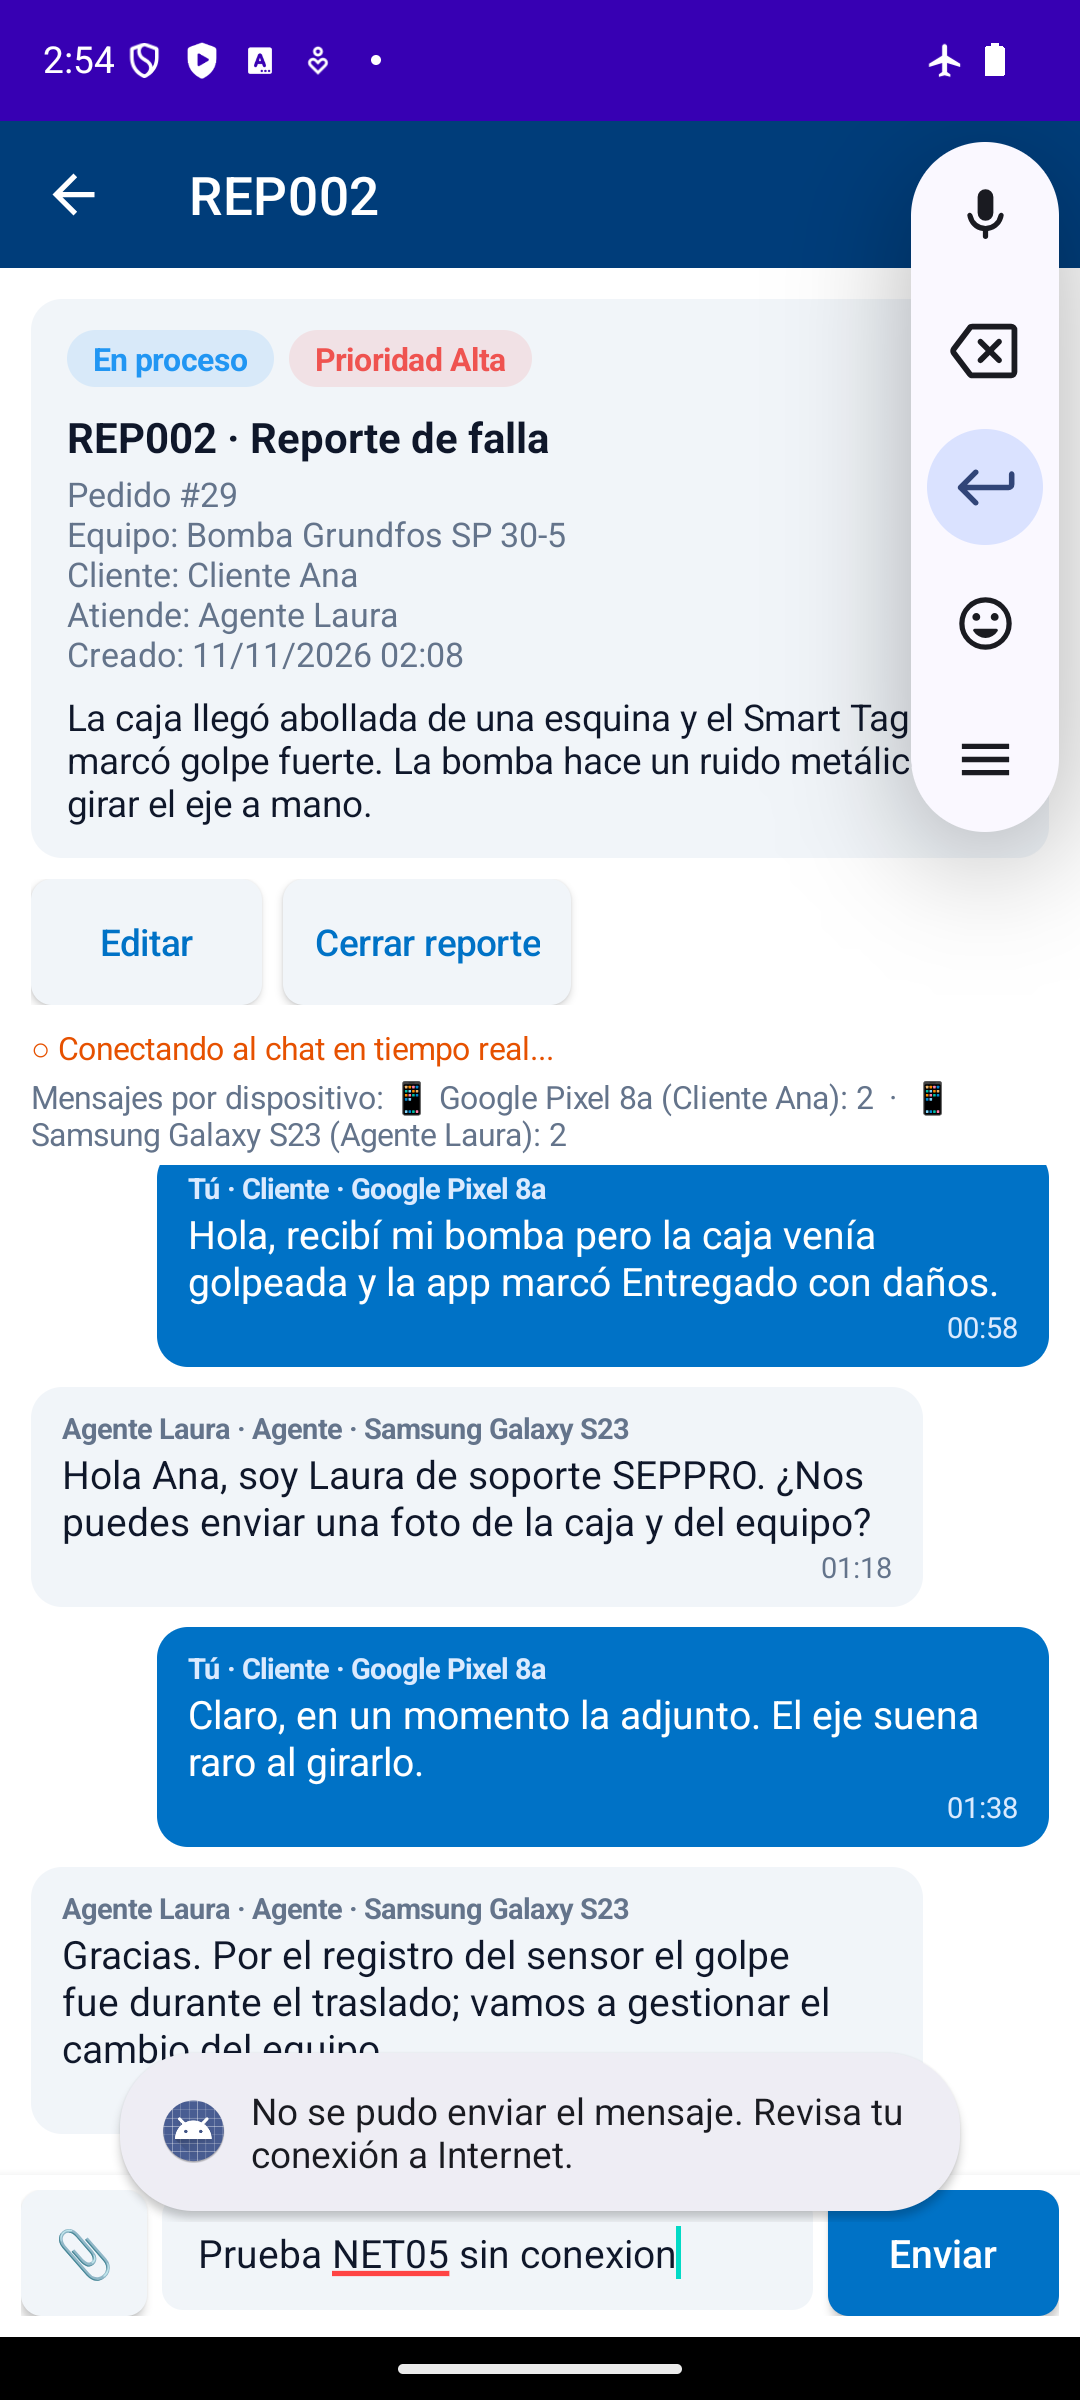 2:54
REP002
En proceso
Prioridad Alta
REP002 · Reporte de falla
Pedido #29
Equipo: Bomba Grundfos SP 30-5
Cliente: Cliente Ana
Atiende: Agente Laura
Creado: 11/11/2026 02:08
La caja llegó abollada de una esquina y el Smart Tag
marcó golpe fuerte. La bomba hace un ruido
girar el eje a mano.
Editar
Cerrar reporte
○ Conectando al chat en tiempo real...
Mensajes por dispositivo: 📱 Google Pixel 8a (Cliente Ana): 2 · 📱
Samsung Galaxy S23 (Agente Laura): 2
Tú · Cliente · Google Pixel 8a
Hola, recibí mi bomba pero la caja venía
golpeada y la app marcó Entregado con daños.
00:58
Agente Laura · Agente · Samsung Galaxy S23
Hola Ana, soy Laura de soporte SEPPRO. ¿Nos
puedes enviar una foto de la caja y del equipo?
01:18
Tú · Cliente · Google Pixel 8a
Claro, en un momento la adjunto. El eje suena
raro al girarlo.
01:38
Agente Laura · Agente · Samsung Galaxy S23
Gracias. Por el registro del sensor el golpe
fue durante el traslado; vamos a gestionar el
cambio del equipo
No se pudo enviar el mensaje. Revisa tu
conexión a Internet.
Prueba NET05 sin conexion
Enviar